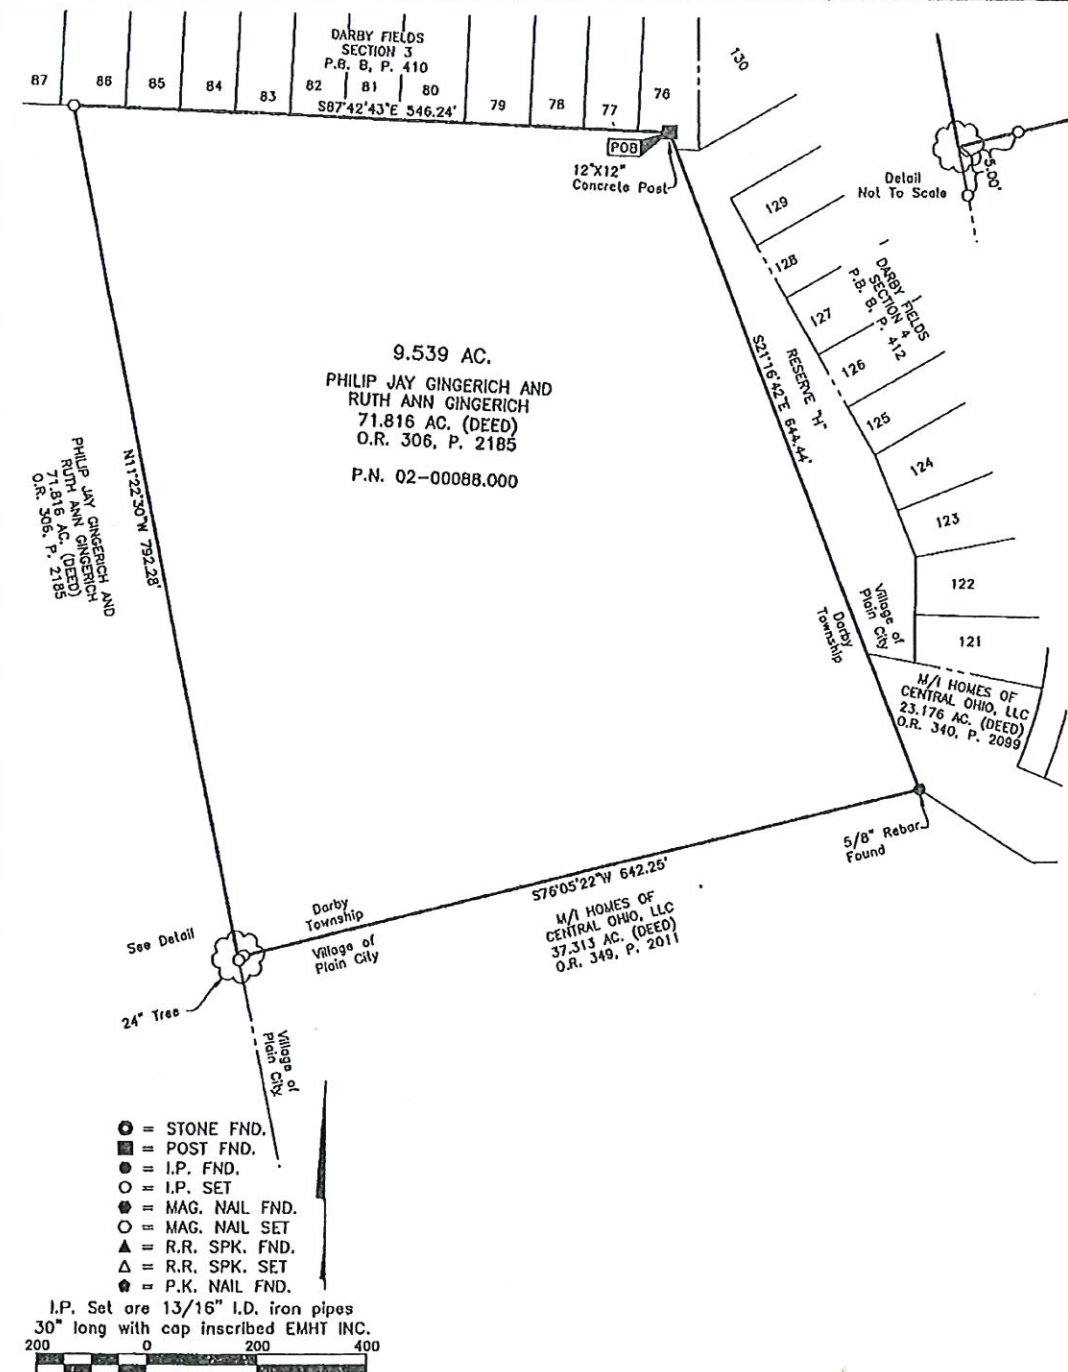 DARBY FIELDS
SECTION 3
P.B. B, P. 410
87
86
85
84
83
82
81
80
79
78
77
76
130
S87°42'43"E 546.24'
POB
12"X12"
Concrete Post
Detail
Not To Scale
5.00'
129
128
127
126
125
124
123
122
121
DARBY FIELDS
SECTION 4
P.B. B, P. 412
RESERVE "H"
S21°16'42"E 644.44'
9.539 AC.
PHILIP JAY GINGERICH AND
RUTH ANN GINGERICH
71.816 AC. (DEED)
O.R. 306, P. 2185
P.N. 02-00088.000
N11°22'30"W 792.28'
PHILIP JAY GINGERICH AND
RUTH ANN GINGERICH
71.816 AC. (DEED)
O.R. 306, P. 2185
Village of
Plain City
Darby
Township
M/I HOMES OF
CENTRAL OHIO, LLC
23.176 AC. (DEED)
O.R. 340, P. 2099
5/8" Rebar
Found
S76°05'22"W 642.25'
M/I HOMES OF
CENTRAL OHIO, LLC
37.313 AC. (DEED)
O.R. 349, P. 2011
Darby
Township
Village of
Plain City
See Detail
24" Tree
Village of
Plain City
= STONE FND.
= POST FND.
= I.P. FND.
= I.P. SET
= MAG. NAIL FND.
= MAG. NAIL SET
= R.R. SPK. FND.
= R.R. SPK. SET
= P.K. NAIL FND.
I.P. Set are 13/16" I.D. iron pipes
30" long with cap inscribed EMHT INC.
200 0 200 400